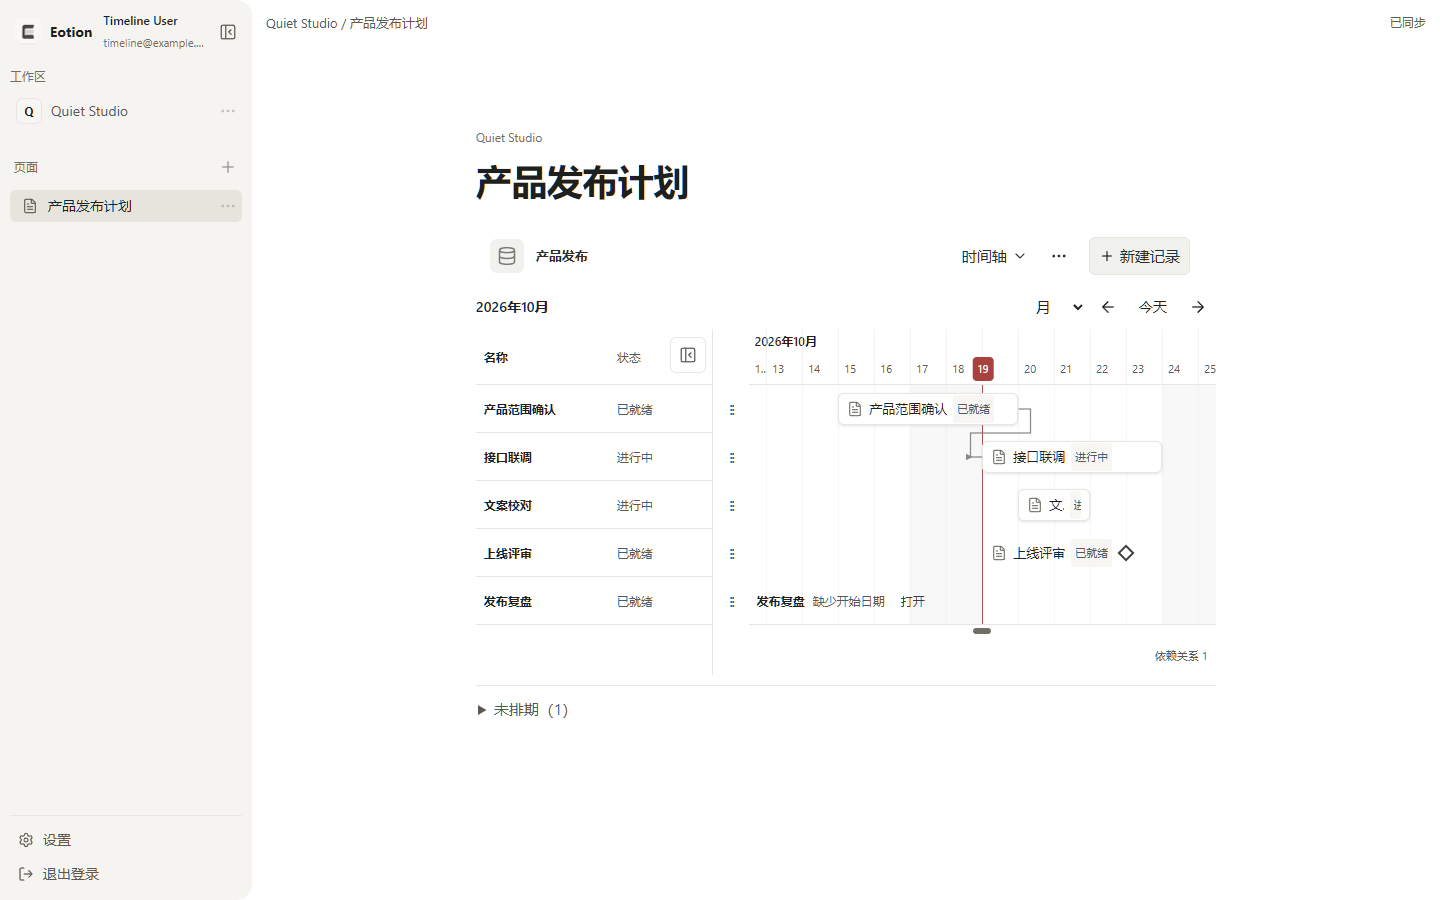 Eotion
Timeline User
timeline@example....
工作区
Q Quiet Studio
页面
产品发布计划
设置
退出登录
Quiet Studio / 产品发布计划
已同步
Quiet Studio
产品发布计划
产品发布
时间轴
新建记录
2026年10月
月
今天
名称 状态
2026年10月
1.. 13 14 15 16 17 18 19 20 21 22 23 24 25
产品范围确认 已就绪
产品范围确认 已就绪
接口联调 进行中
接口联调 进行中
文案校对 进行中
文. 进
上线评审 已就绪
上线评审 已就绪
发布复盘 已就绪
发布复盘 缺少开始日期 打开
依赖关系 1
未排期（1）